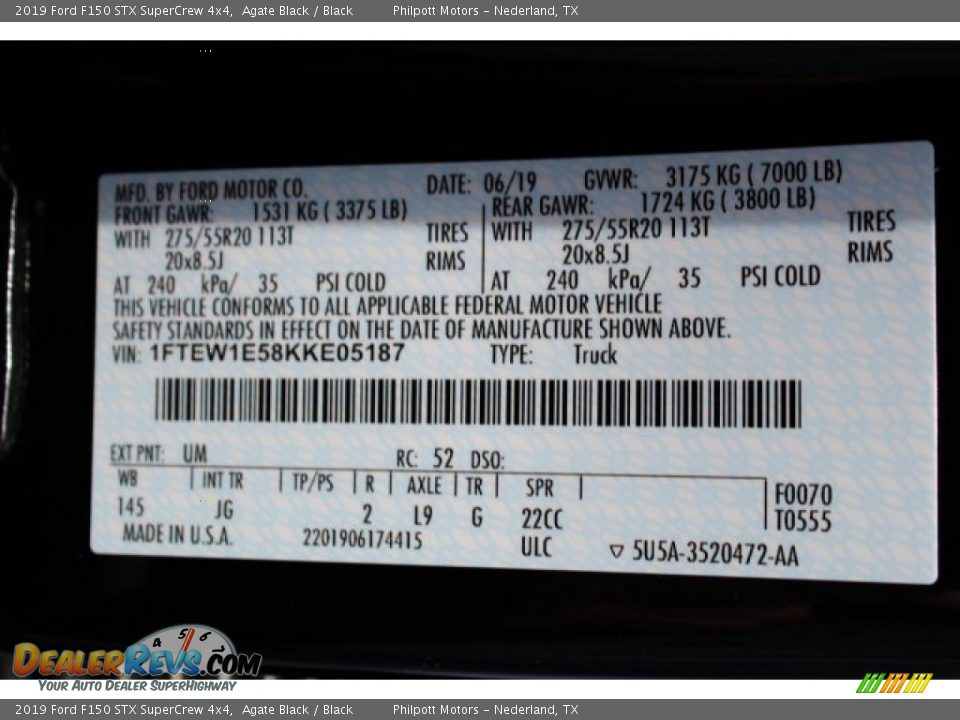 2019 Ford F150 STX SuperCrew 4x4, Agate Black / Black Philpott Motors – Nederland, TX
MFD. BY FORD MOTOR CO. DATE: 06/19 GVWR: 3175 KG ( 7000 LB)
FRONT GAWR: 1531 KG ( 3375 LB) REAR GAWR: 1724 KG ( 3800 LB)
WITH 275/55R20 113T TIRES WITH 275/55R20 113T TIRES
20x8.5J RIMS 20x8.5J RIMS
AT 240 kPa/ 35 PSI COLD AT 240 kPa/ 35 PSI COLD
THIS VEHICLE CONFORMS TO ALL APPLICABLE FEDERAL MOTOR VEHICLE
SAFETY STANDARDS IN EFFECT ON THE DATE OF MANUFACTURE SHOWN ABOVE.
VIN: 1FTEW1E58KKE05187 TYPE: Truck
EXT PNT: UM RC: 52 DSO:
WB INT TR TP/PS R AXLE TR SPR F0070
145 JG 2 L9 G 22CC T0555
MADE IN U.S.A. 2201906174415 ULC ▽ 5U5A-3520472-AA
4 5 6
DealerRevs.com
Your Auto Dealer SuperHighway
2019 Ford F150 STX SuperCrew 4x4, Agate Black / Black Philpott Motors – Nederland, TX